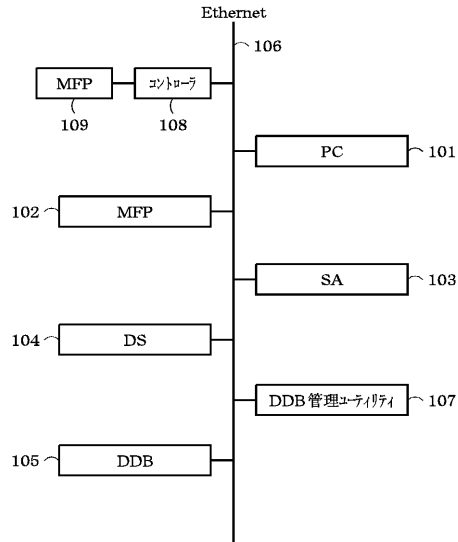 Ethernet
106
MFP
コントローラ
109
108
PC
101
102
MFP
SA
103
104
DS
DDB管理ユーティリティ
107
105
DDB